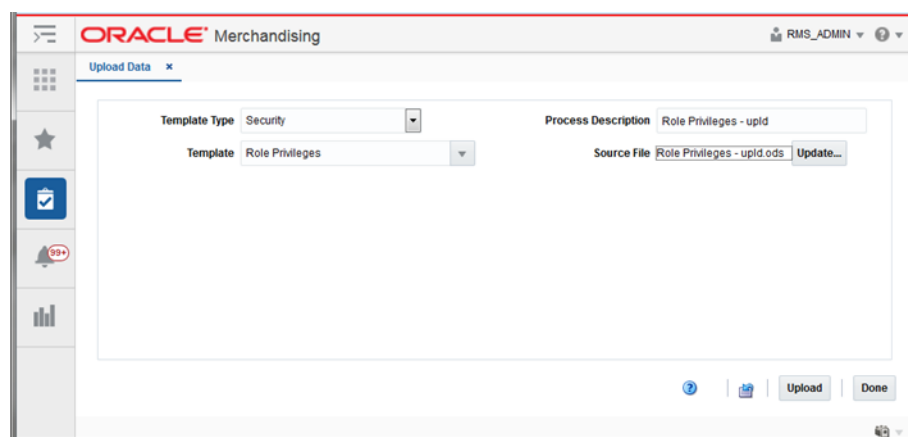 ORACLE® Merchandising
RMS_ADMIN
Upload Data ×
Template Type Security
Process Description Role Privileges - upld
Template Role Privileges
Source File Role Privileges - upld.ods Update...
99+
Upload
Done